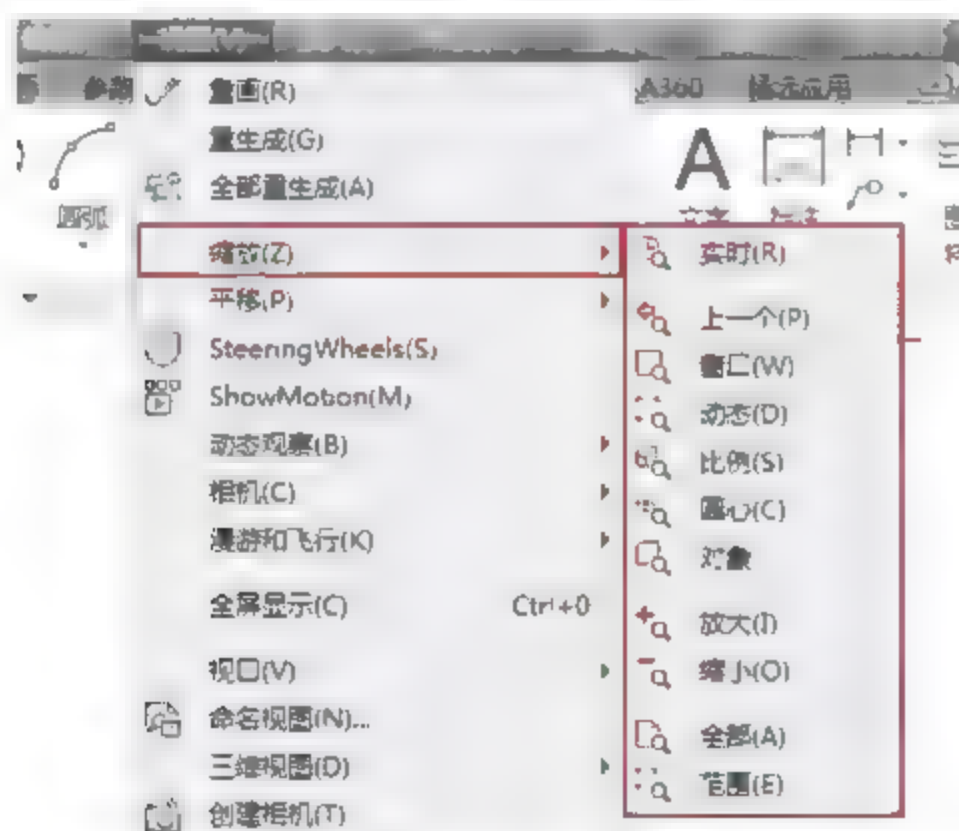 参数
A360
精选应用
圆弧
文字
标注
重画(R)
重生成(G)
全部重生成(A)
缩放(Z)
平移(P)
SteeringWheels(S)
ShowMotion(M)
动态观察(B)
相机(C)
漫游和飞行(K)
全屏显示(C) Ctrl+0
视口(V)
命名视图(N)...
三维视图(D)
创建相机(T)
实时(R)
上一个(P)
窗口(W)
动态(D)
比例(S)
圆心(C)
对象
放大(I)
缩小(O)
全部(A)
范围(E)